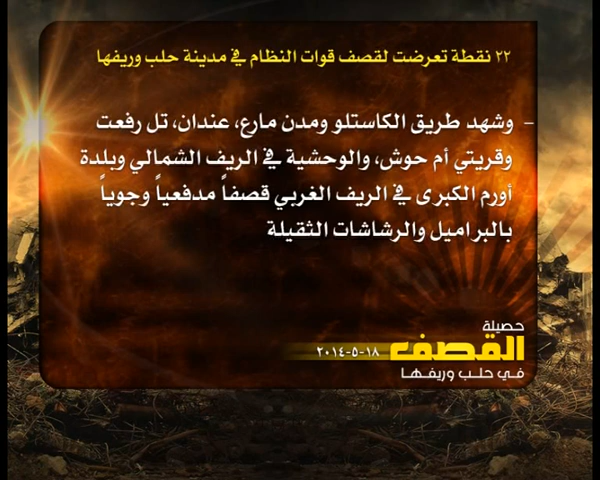 ٢٢ نقطة تعرضت لقصف قوات النظام في مدينة حلب وريفها
- وشهد طريق الكاستلو ومدن مارع، عندان، تل رفعت
وقريتي أم حوش، والوحشية في الريف الشمالي وبلدة
أورم الكبرى في الريف الغربي قصفاً مدفعياً وجوياً
بالبراميل والرشاشات الثقيلة
حصيلة
القصف
١٨-٥-٢٠١٤
في حلب وريفها